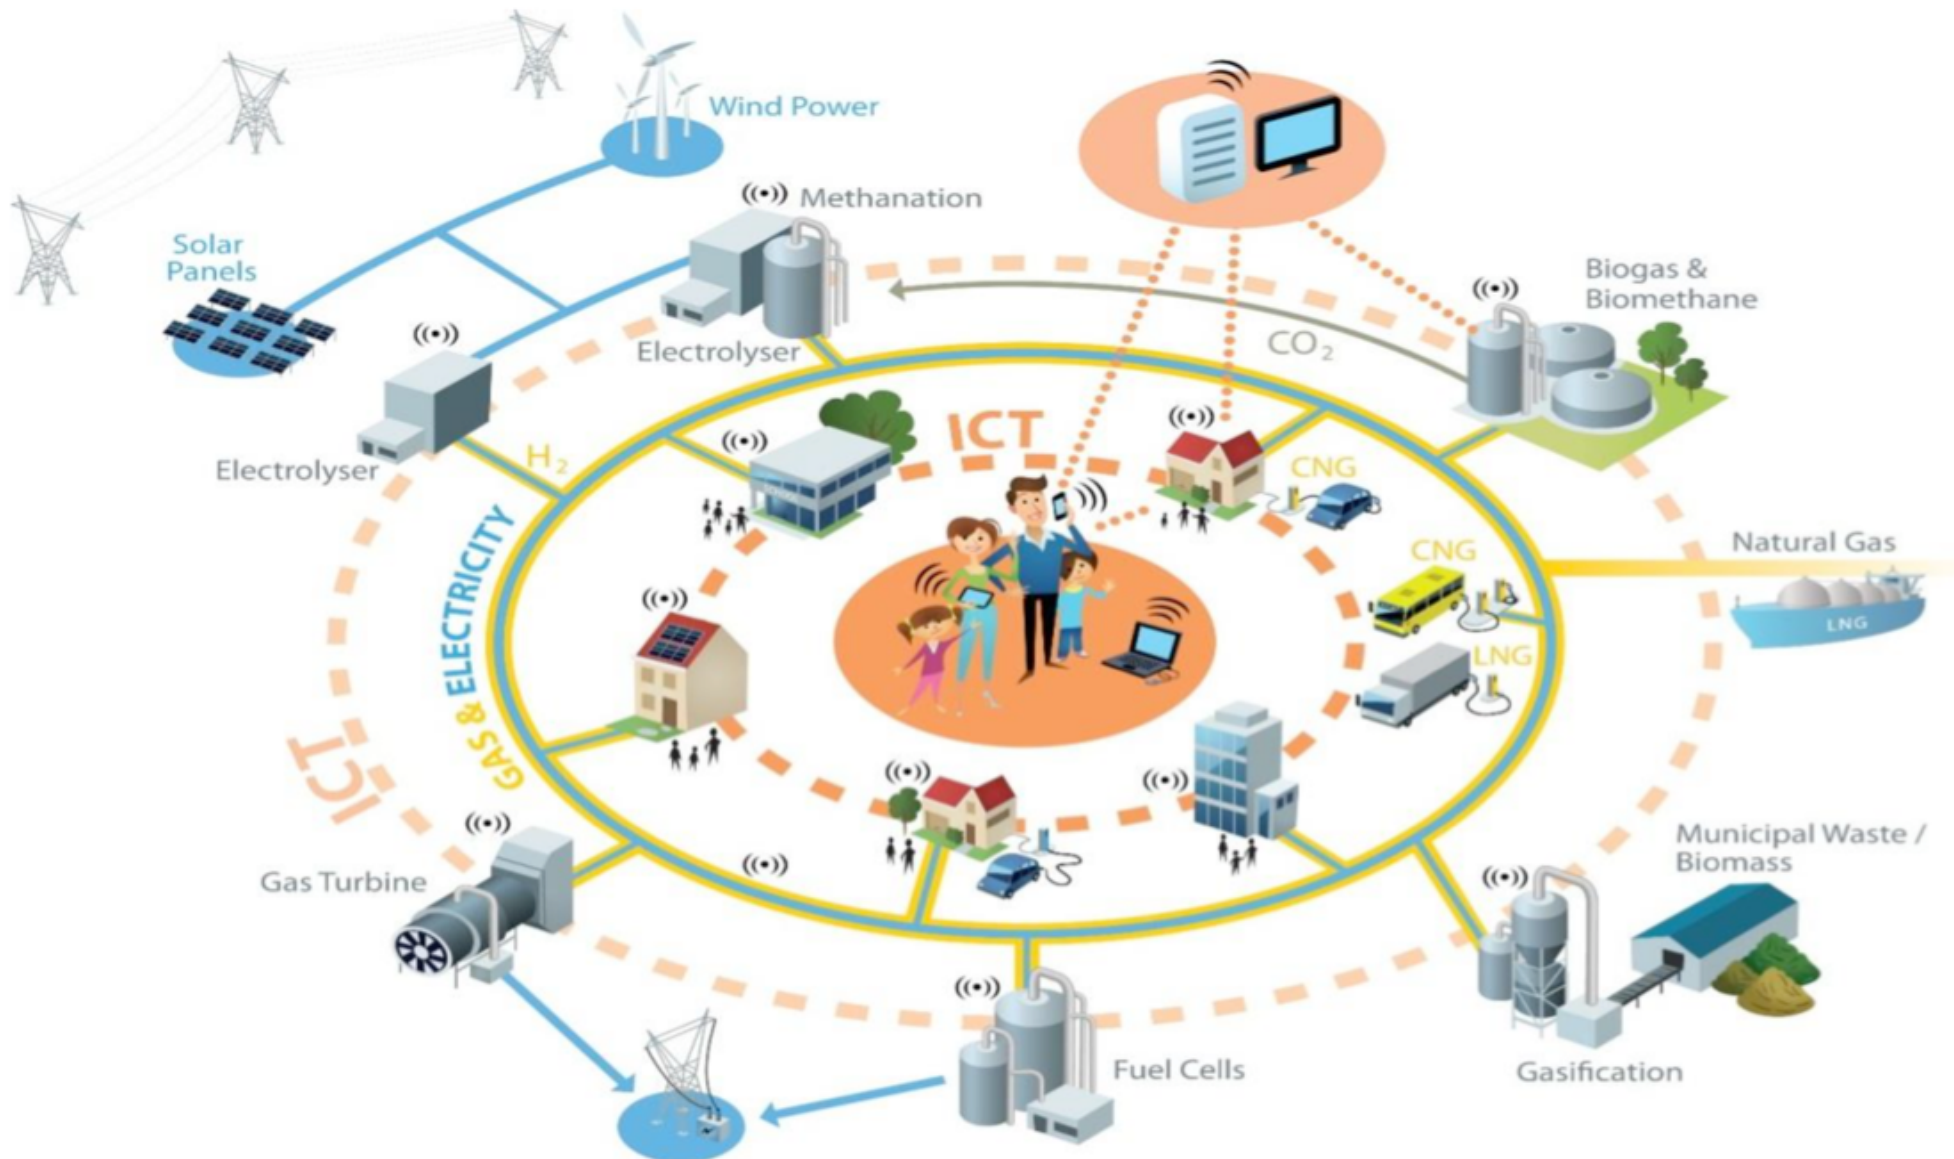 Wind Power
Methanation
Solar
Panels
Biogas &
Biomethane
Electrolyser
CO2
ICT
Electrolyser
H2
CNG
GAS & ELECTRICITY
CNG
Natural Gas
LNG
LNG
ICT
Municipal Waste /
Biomass
Gas Turbine
Fuel Cells
Gasification